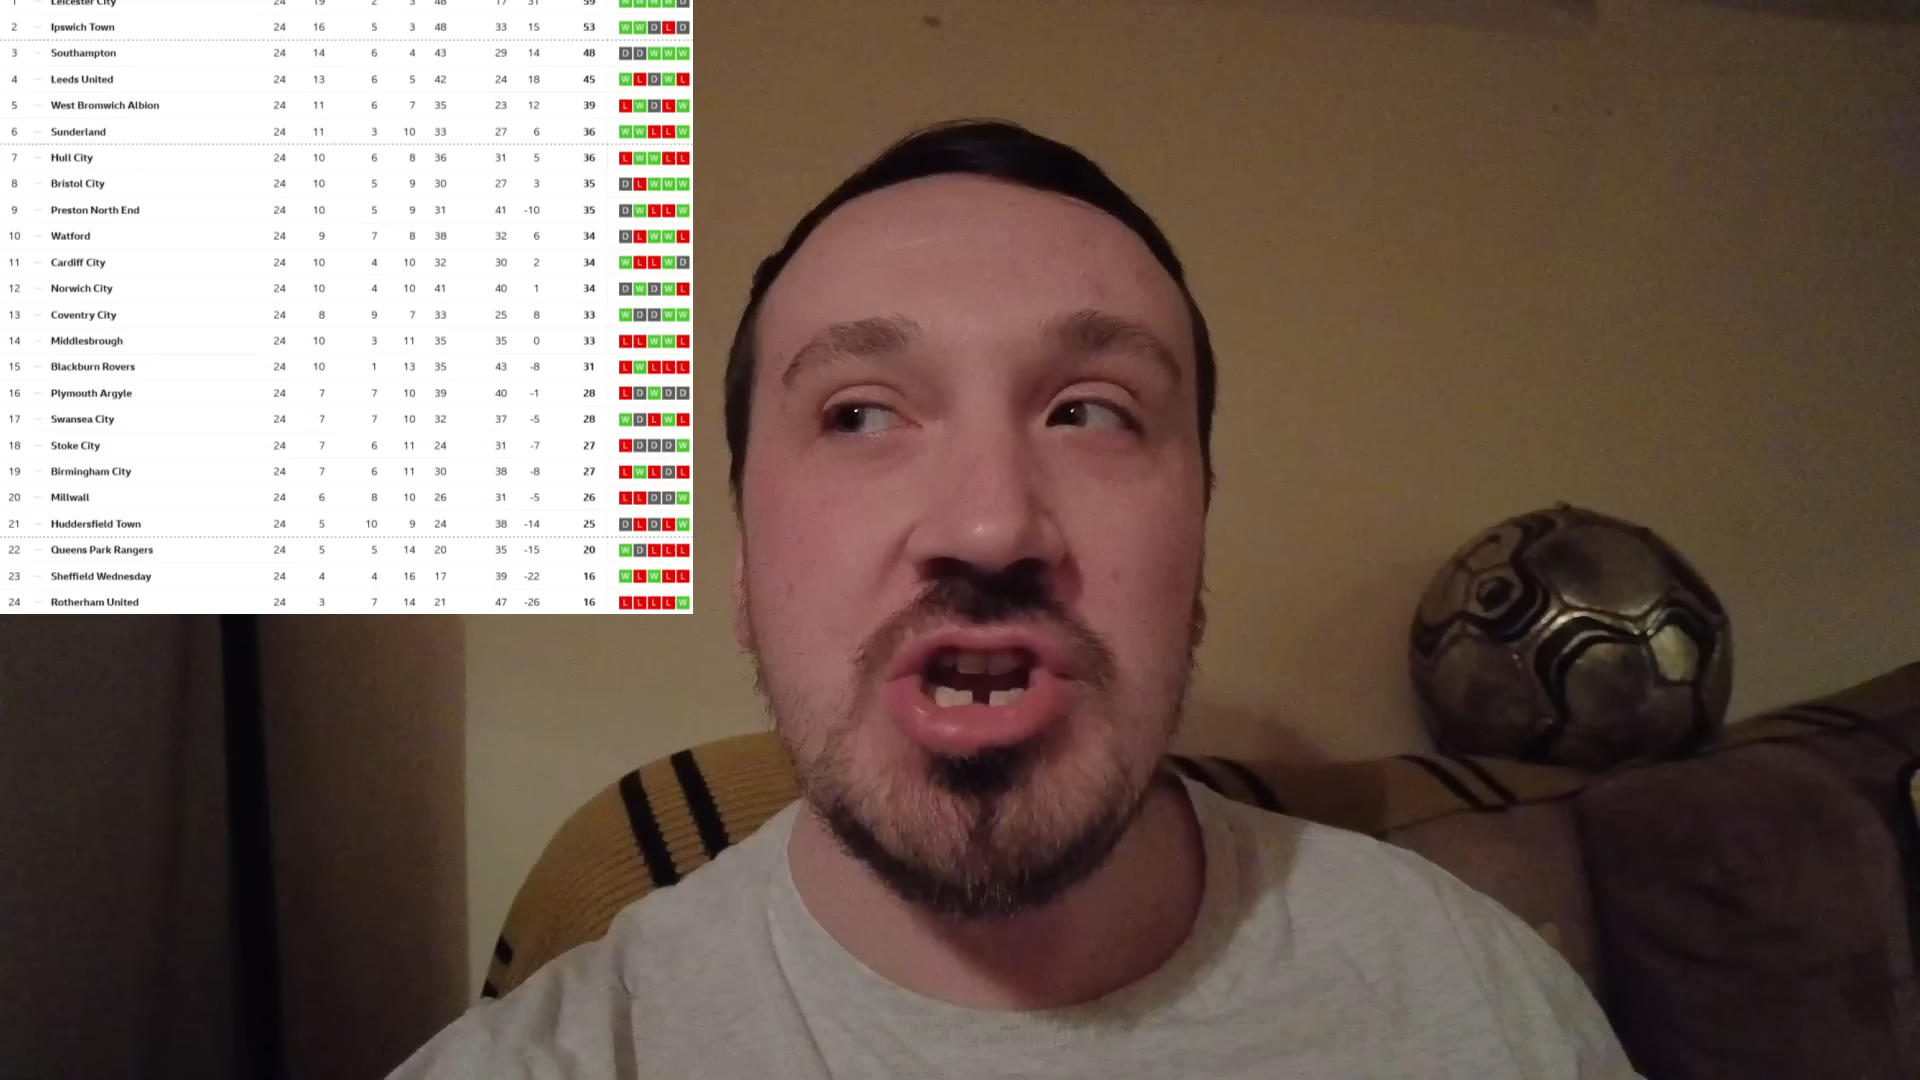 1 Leicester City 24 19 2 3 48 17 31 59 W W W W D
2 Ipswich Town 24 16 5 3 48 33 15 53 W W D L D
3 Southampton 24 14 6 4 43 29 14 48 D D W W W
4 Leeds United 24 13 6 5 42 24 18 45 W L D W L
5 West Bromwich Albion 24 11 6 7 35 23 12 39 L W D L W
6 Sunderland 24 11 3 10 33 27 6 36 W W L L W
7 Hull City 24 10 6 8 36 31 5 36 L W W L L
8 Bristol City 24 10 5 9 30 27 3 35 D L W W W
9 Preston North End 24 10 5 9 31 41 -10 35 D W L L W
10 Watford 24 9 7 8 38 32 6 34 D L W W L
11 Cardiff City 24 10 4 10 32 30 2 34 W L L W D
12 Norwich City 24 10 4 10 41 40 1 34 D W D W L
13 Coventry City 24 8 9 7 33 25 8 33 W D D W W
14 Middlesbrough 24 10 3 11 35 35 0 33 L L W W L
15 Blackburn Rovers 24 10 1 13 35 43 -8 31 L W L L L
16 Plymouth Argyle 24 7 7 10 39 40 -1 28 L D W D D
17 Swansea City 24 7 7 10 32 37 -5 28 W D L W L
18 Stoke City 24 7 6 11 24 31 -7 27 L D D D W
19 Birmingham City 24 7 6 11 30 38 -8 27 L W L D L
20 Millwall 24 6 8 10 26 31 -5 26 L L D D W
21 Huddersfield Town 24 5 10 9 24 38 -14 25 D L D L W
22 Queens Park Rangers 24 5 5 14 20 35 -15 20 W D L L L
23 Sheffield Wednesday 24 4 4 16 17 39 -22 16 W L W L L
24 Rotherham United 24 3 7 14 21 47 -26 16 L L L L W